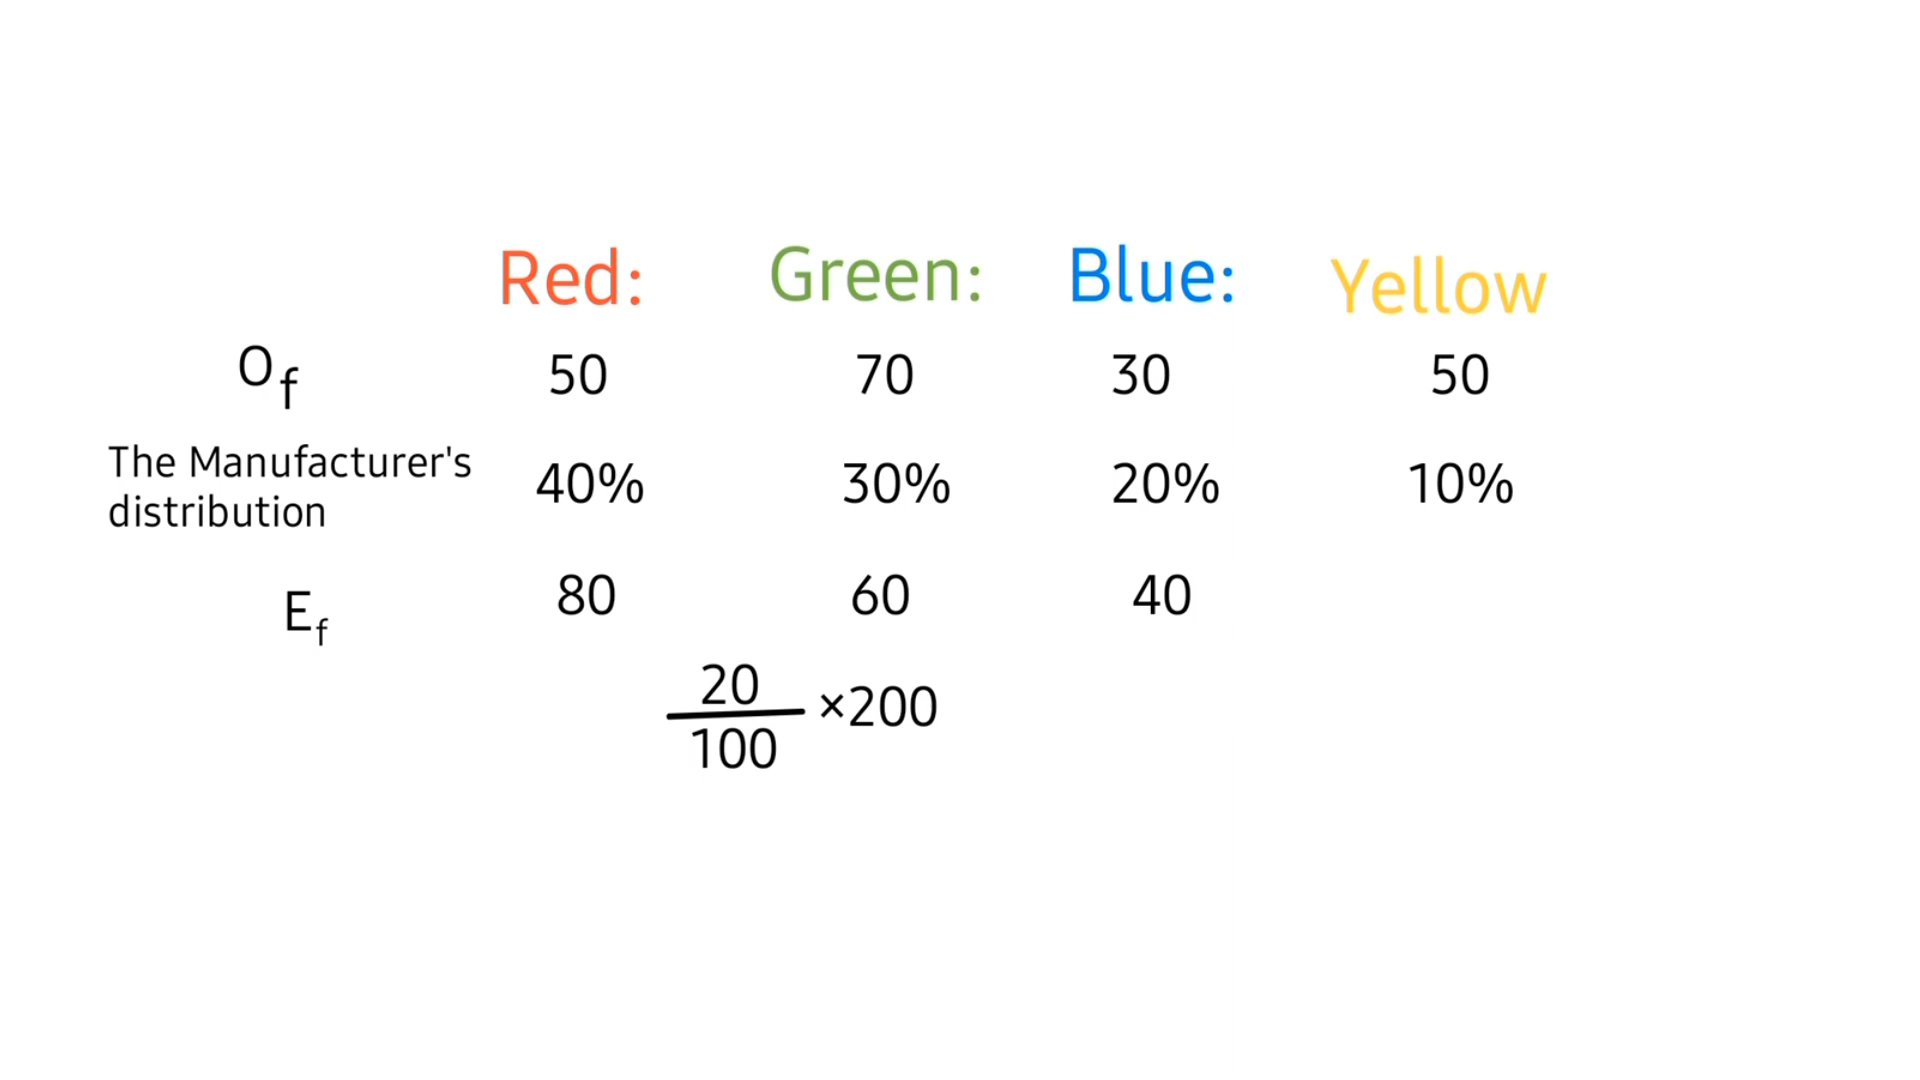 Red: Green: Blue: Yellow
Of 50 70 30 50
The Manufacturer's
distribution 40% 30% 20% 10%
Ef 80 60 40
20
100 ×200